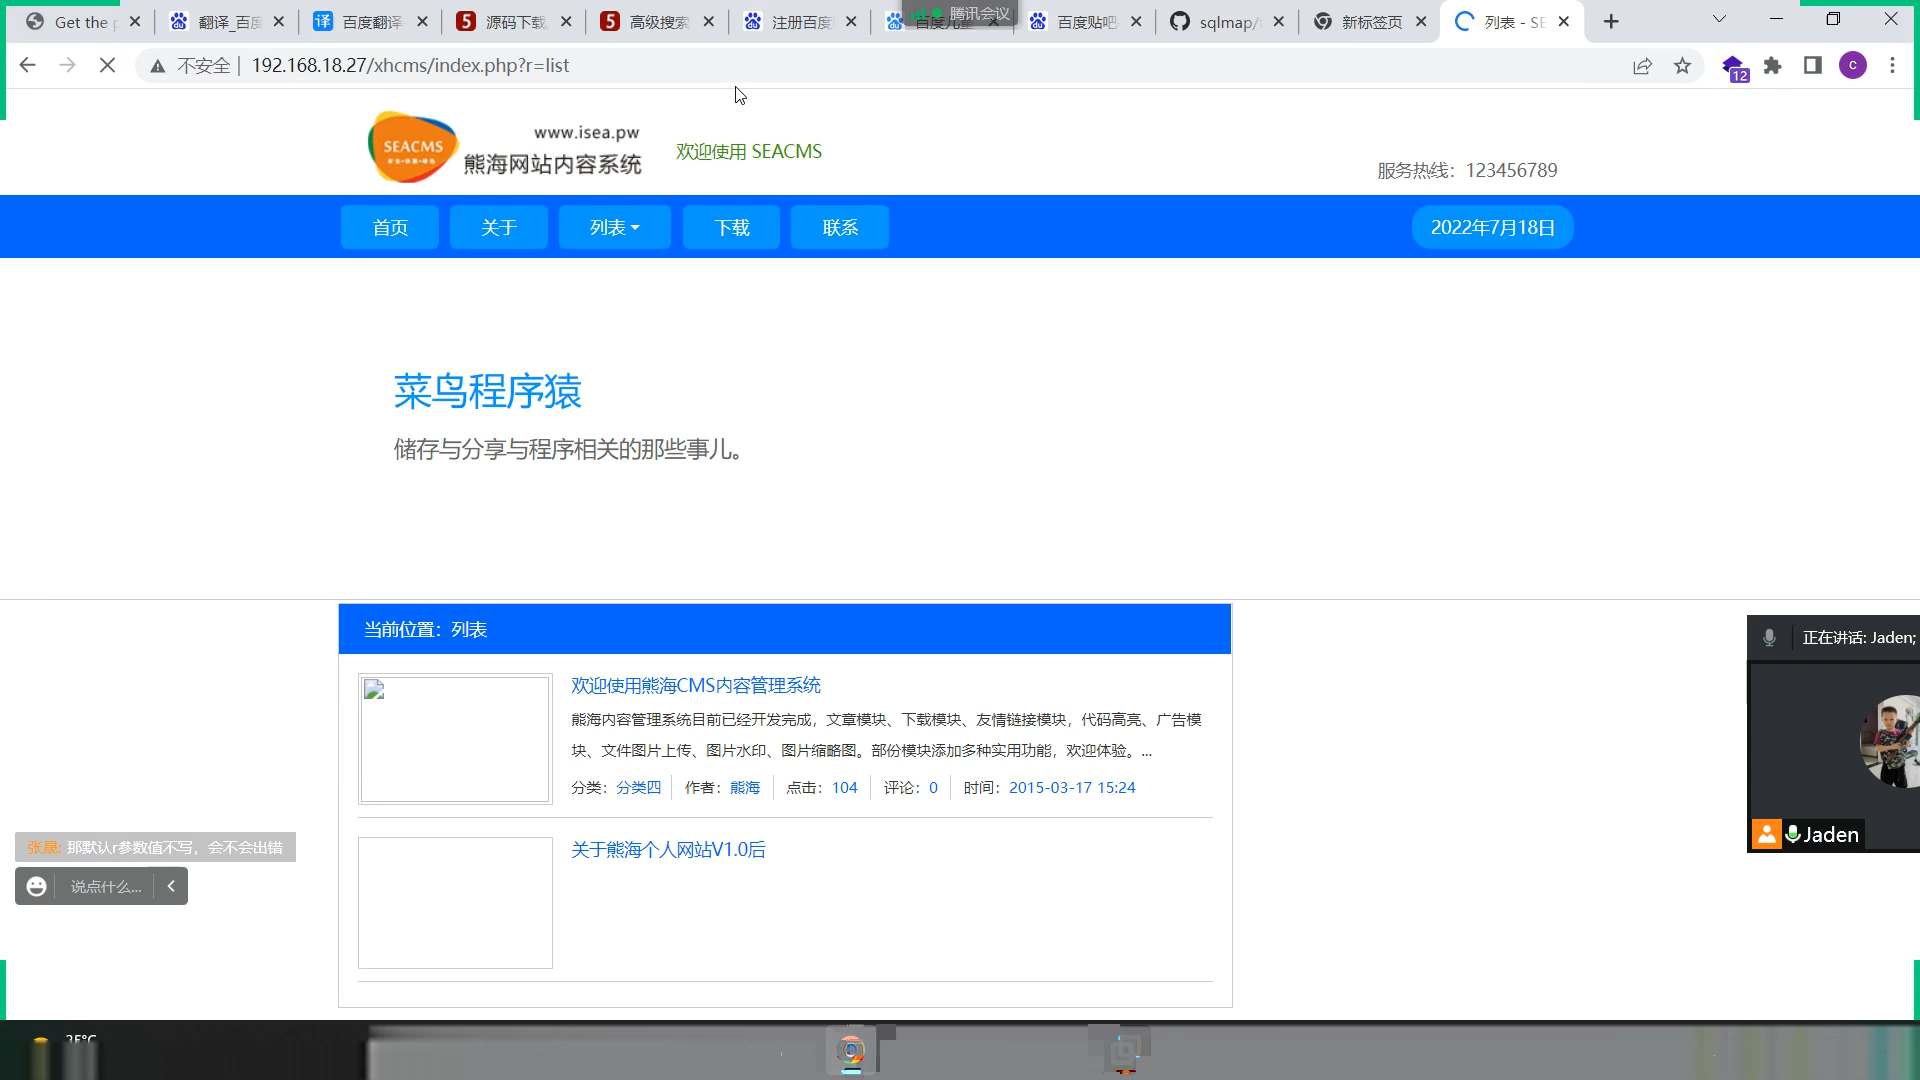 Get the
翻译_百度
百度翻译
源码下载
高级搜索
注册百度
腾讯会议
百度贴吧
sqlmap/
新标签页
列表 - SE
不安全 192.168.18.27/xhcms/index.php?r=list
12
C
SEACMS
www.isea.pw
熊海网站内容系统
欢迎使用 SEACMS
服务热线：123456789
首页
关于
列表
下载
联系
2022年7月18日
菜鸟程序猿
储存与分享与程序相关的那些事儿。
当前位置：列表
欢迎使用熊海CMS内容管理系统
熊海内容管理系统目前已经开发完成，文章模块、下载模块、友情链接模块，代码高亮、广告模
块、文件图片上传、图片水印、图片缩略图。部份模块添加多种实用功能，欢迎体验。...
分类：分类四 作者：熊海 点击：104 评论：0 时间：2015-03-17 15:24
关于熊海个人网站V1.0后
正在讲话: Jaden;
Jaden
张晟: 那默认r参数值不写，会不会出错
说点什么...